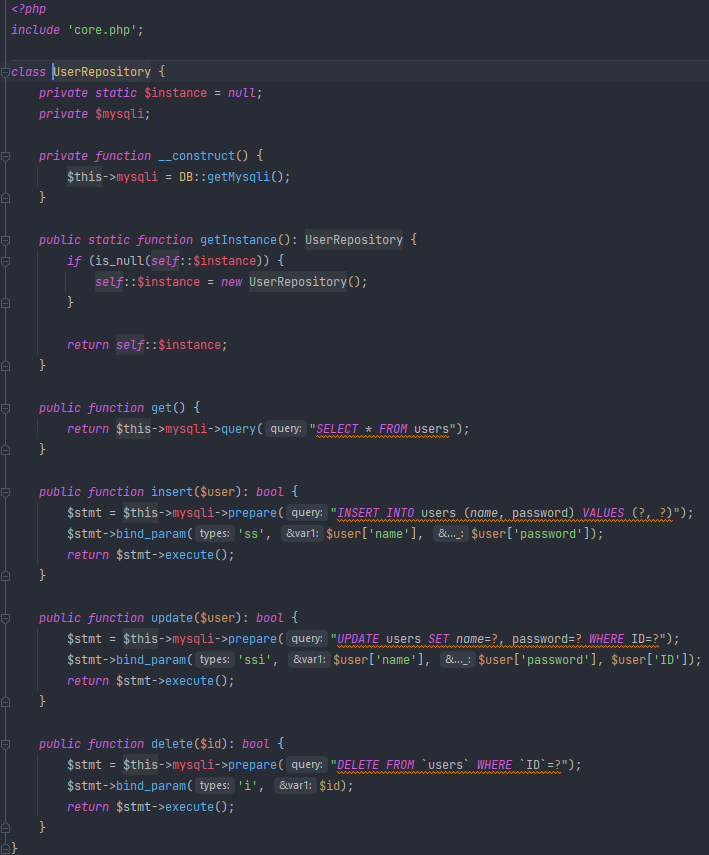 <?php
include 'core.php';
class UserRepository {
private static $instance = null;
private $mysqli;
private function __construct() {
$this->mysqli = DB::getMysqli();
}
public static function getInstance(): UserRepository {
if (is_null(self::$instance)) {
self::$instance = new UserRepository();
}
return self::$instance;
}
public function get() {
return $this->mysqli->query( query: "SELECT * FROM users");
}
public function insert($user): bool {
$stmt = $this->mysqli->prepare( query: "INSERT INTO users (name, password) VALUES (?, ?)");
$stmt->bind_param( types: 'ss', &var1: $user['name'], &..._: $user['password']);
return $stmt->execute();
}
public function update($user): bool {
$stmt = $this->mysqli->prepare( query: "UPDATE users SET name=?, password=? WHERE ID=?");
$stmt->bind_param( types: 'ssi', &var1: $user['name'], &..._: $user['password'], $user['ID']);
return $stmt->execute();
}
public function delete($id): bool {
$stmt = $this->mysqli->prepare( query: "DELETE FROM `users` WHERE `ID`=?");
$stmt->bind_param( types: 'i', &var1: $id);
return $stmt->execute();
}
}